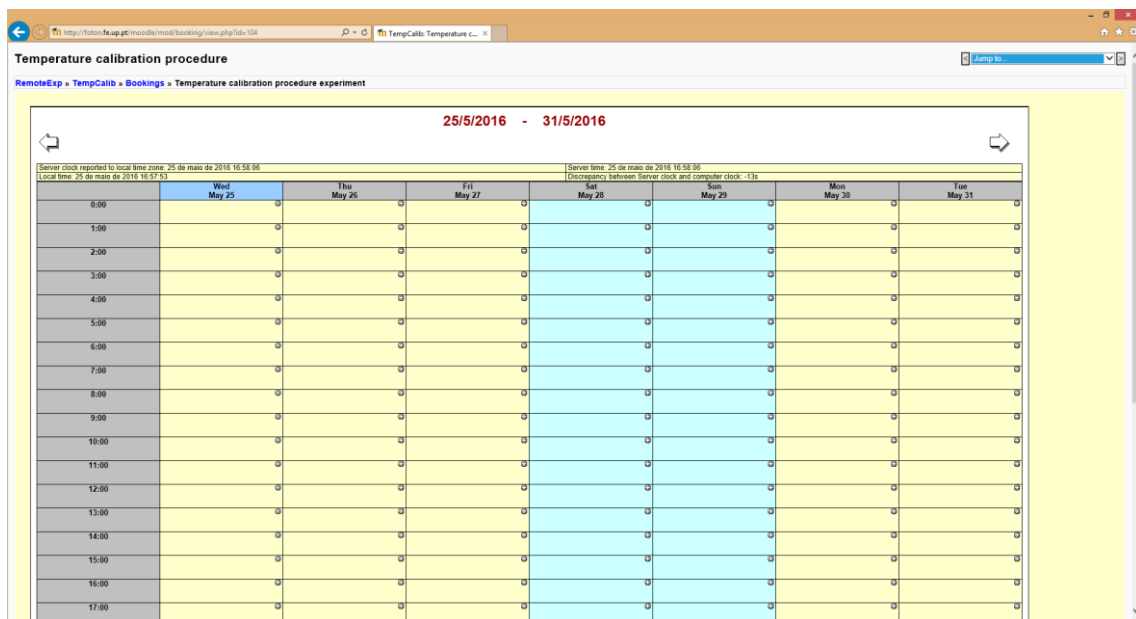 http://foton.fe.up.pt/moodle/mod/booking/view.php?id=104
TempCalib: Temperature c...
Temperature calibration procedure
Jump to...
RemoteExp » TempCalib » Bookings » Temperature calibration procedure experiment
25/5/2016 - 31/5/2016
Server clock reported to local time zone: 25 de maio de 2016 16:58:06 Server time: 25 de maio de 2016 16:58:06
Local time: 25 de maio de 2016 16:57:53 Discrepancy between Server clock and computer clock: -13s
Wed Thu Fri Sat Sun Mon Tue
May 25 May 26 May 27 May 28 May 29 May 30 May 31
0:00
1:00
2:00
3:00
4:00
5:00
6:00
7:00
8:00
9:00
10:00
11:00
12:00
13:00
14:00
15:00
16:00
17:00